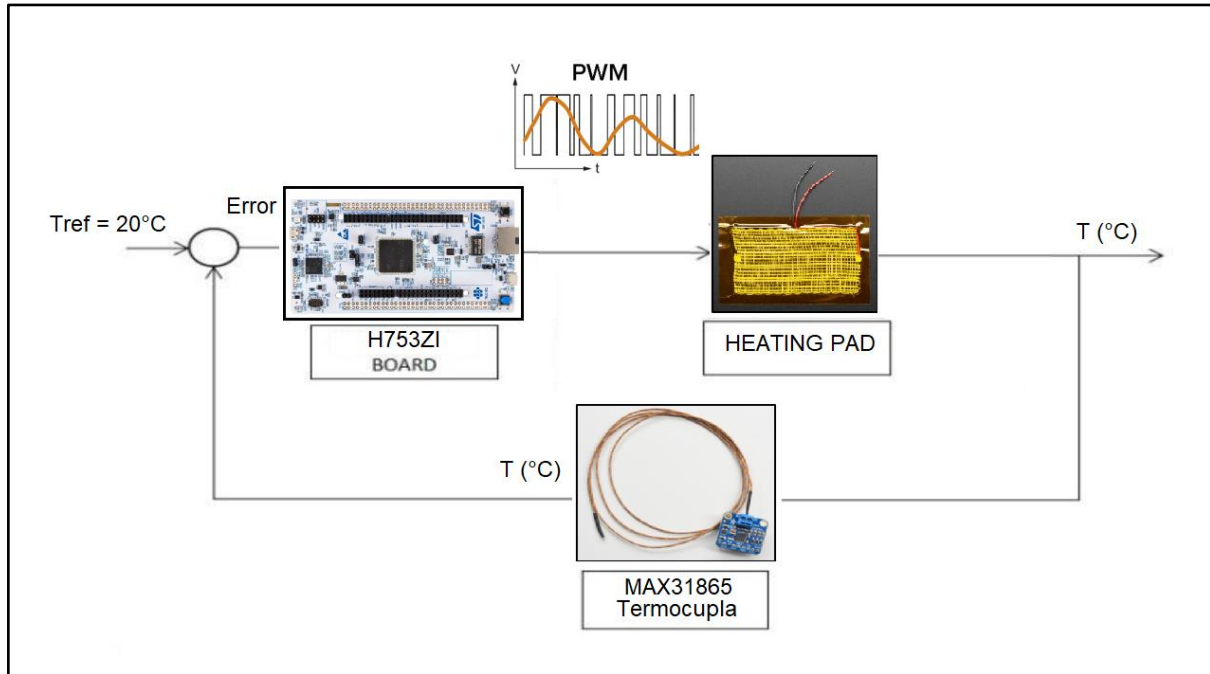 V
PWM
t
Tref = 20°C
Error
T (°C)
H753ZI
BOARD
HEATING PAD
T (°C)
MAX31865
Termocupla